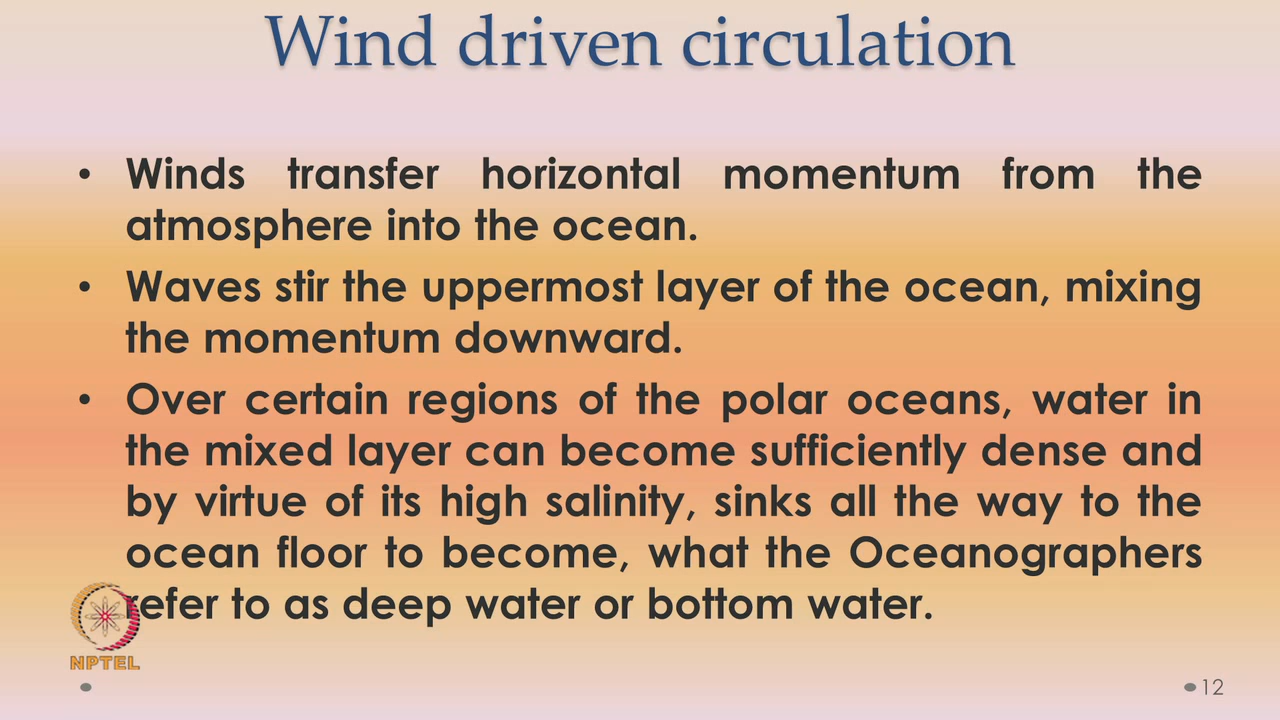 Wind driven circulation
• Winds transfer horizontal momentum from the
atmosphere into the ocean.
• Waves stir the uppermost layer of the ocean, mixing
the momentum downward.
• Over certain regions of the polar oceans, water in
the mixed layer can become sufficiently dense and
by virtue of its high salinity, sinks all the way to the
ocean floor to become, what the Oceanographers
refer to as deep water or bottom water.
NPTEL
12